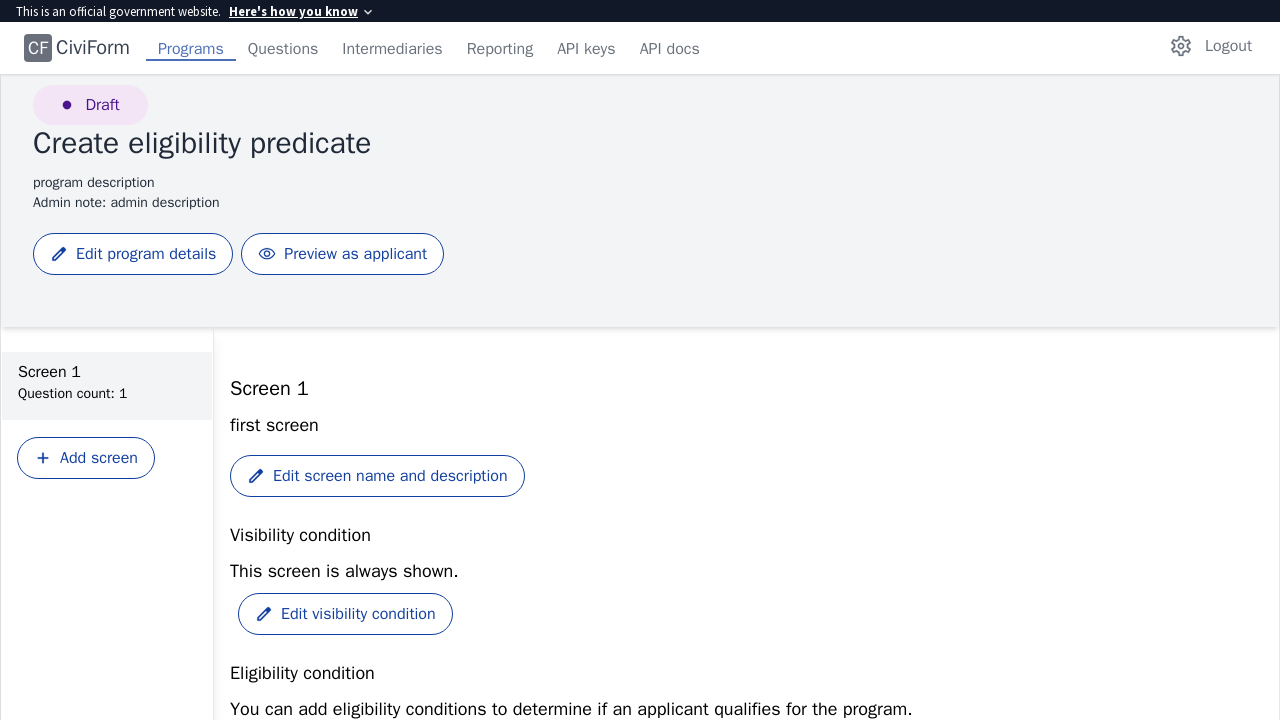 This is an official government website. Here's how you know
CF CiviForm Programs Questions Intermediaries Reporting API keys API docs Logout
Draft
Create eligibility predicate
program description
Admin note: admin description
Edit program details Preview as applicant
Screen 1
Question count: 1
Add screen
Screen 1
first screen
Edit screen name and description
Visibility condition
This screen is always shown.
Edit visibility condition
Eligibility condition
You can add eligibility conditions to determine if an applicant qualifies for the program.